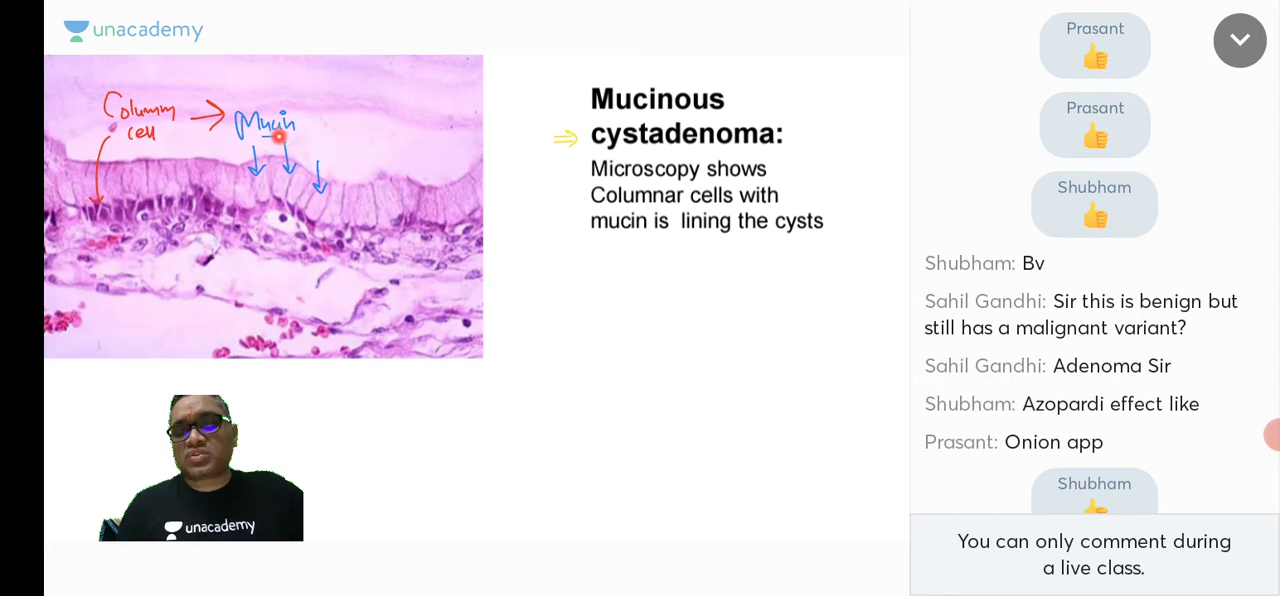 unacademy
Column
cell
Mucin
Mucinous
⇒ cystadenoma:
Microscopy shows
Columnar cells with
mucin is lining the cysts
unacademy
Prasant
👍
Prasant
👍
Shubham
👍
Shubham: Bv
Sahil Gandhi: Sir this is benign but
still has a malignant variant?
Sahil Gandhi: Adenoma Sir
Shubham: Azopardi effect like
Prasant: Onion app
Shubham
You can only comment during
a live class.